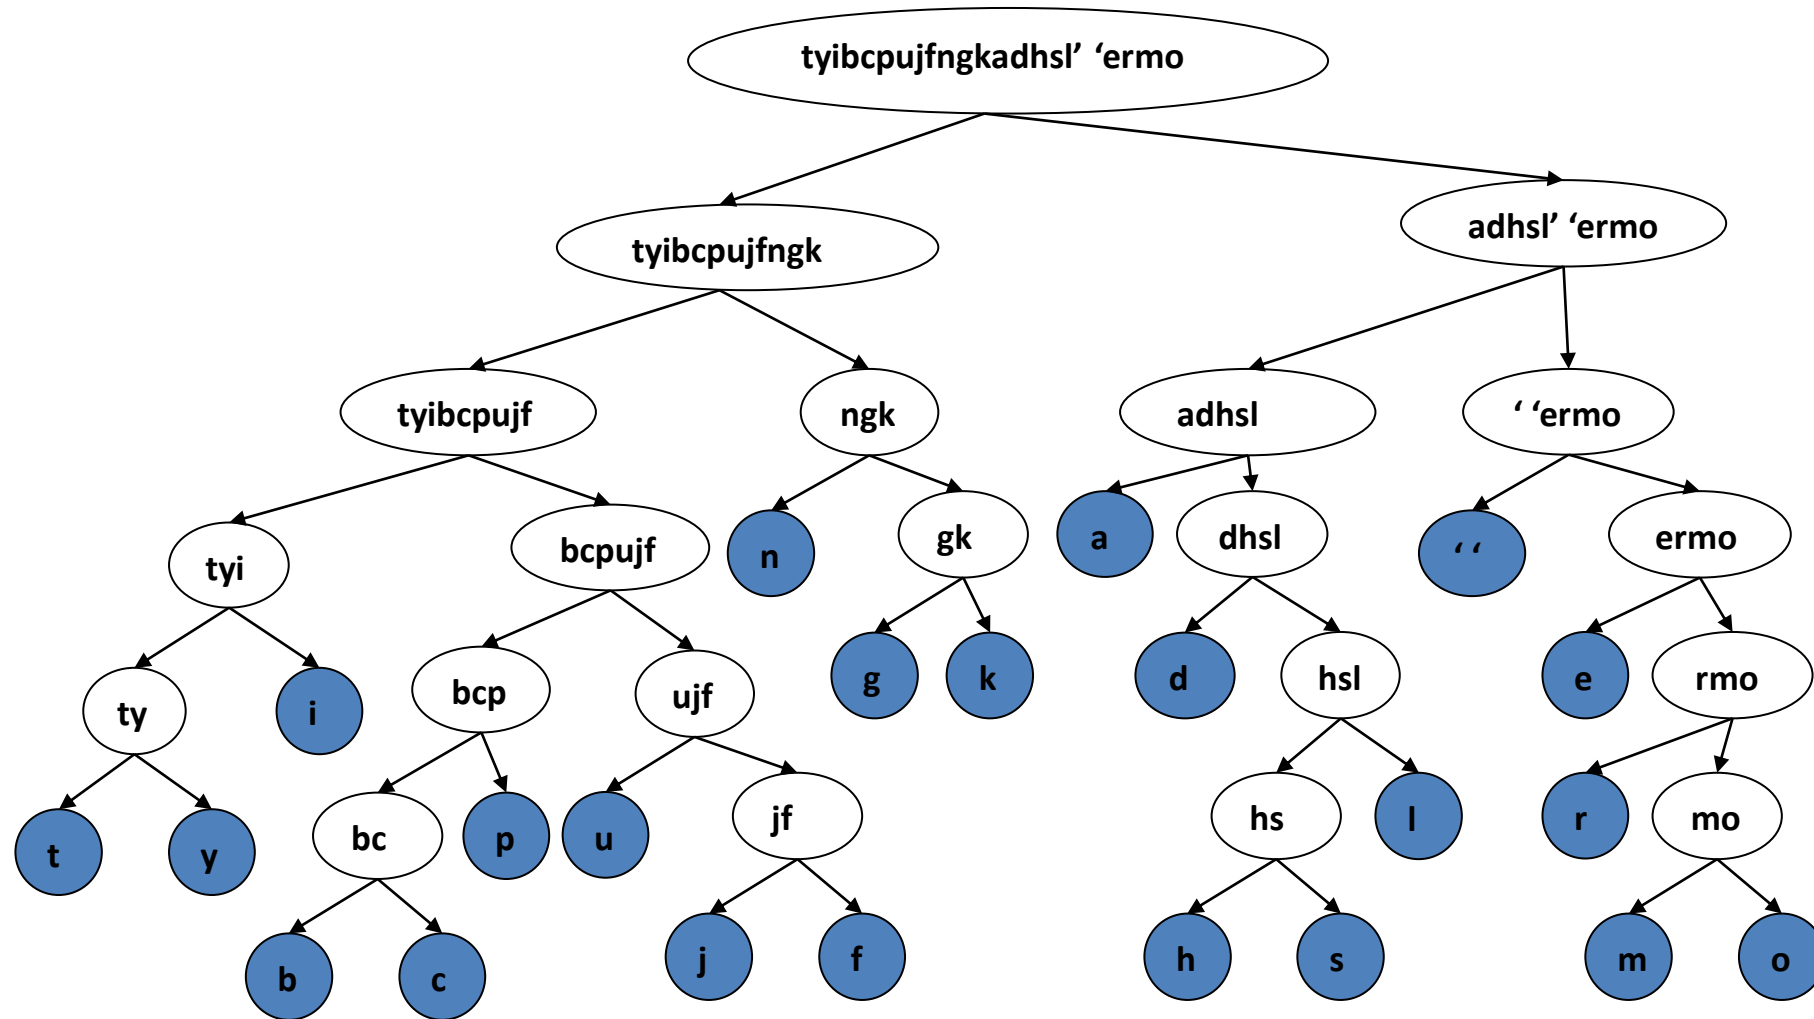 tyibcpujfngkadhsl’ ‘ermo
tyibcpujfngk
adhsl’ ‘ermo
tyibcpujf
ngk
adhsl
‘ ‘ermo
tyi
bcpujf
n
gk
a
dhsl
‘ ‘
ermo
ty
i
bcp
ujf
g
k
d
hsl
e
rmo
t
y
bc
p
u
jf
hs
l
r
mo
b
c
j
f
h
s
m
o